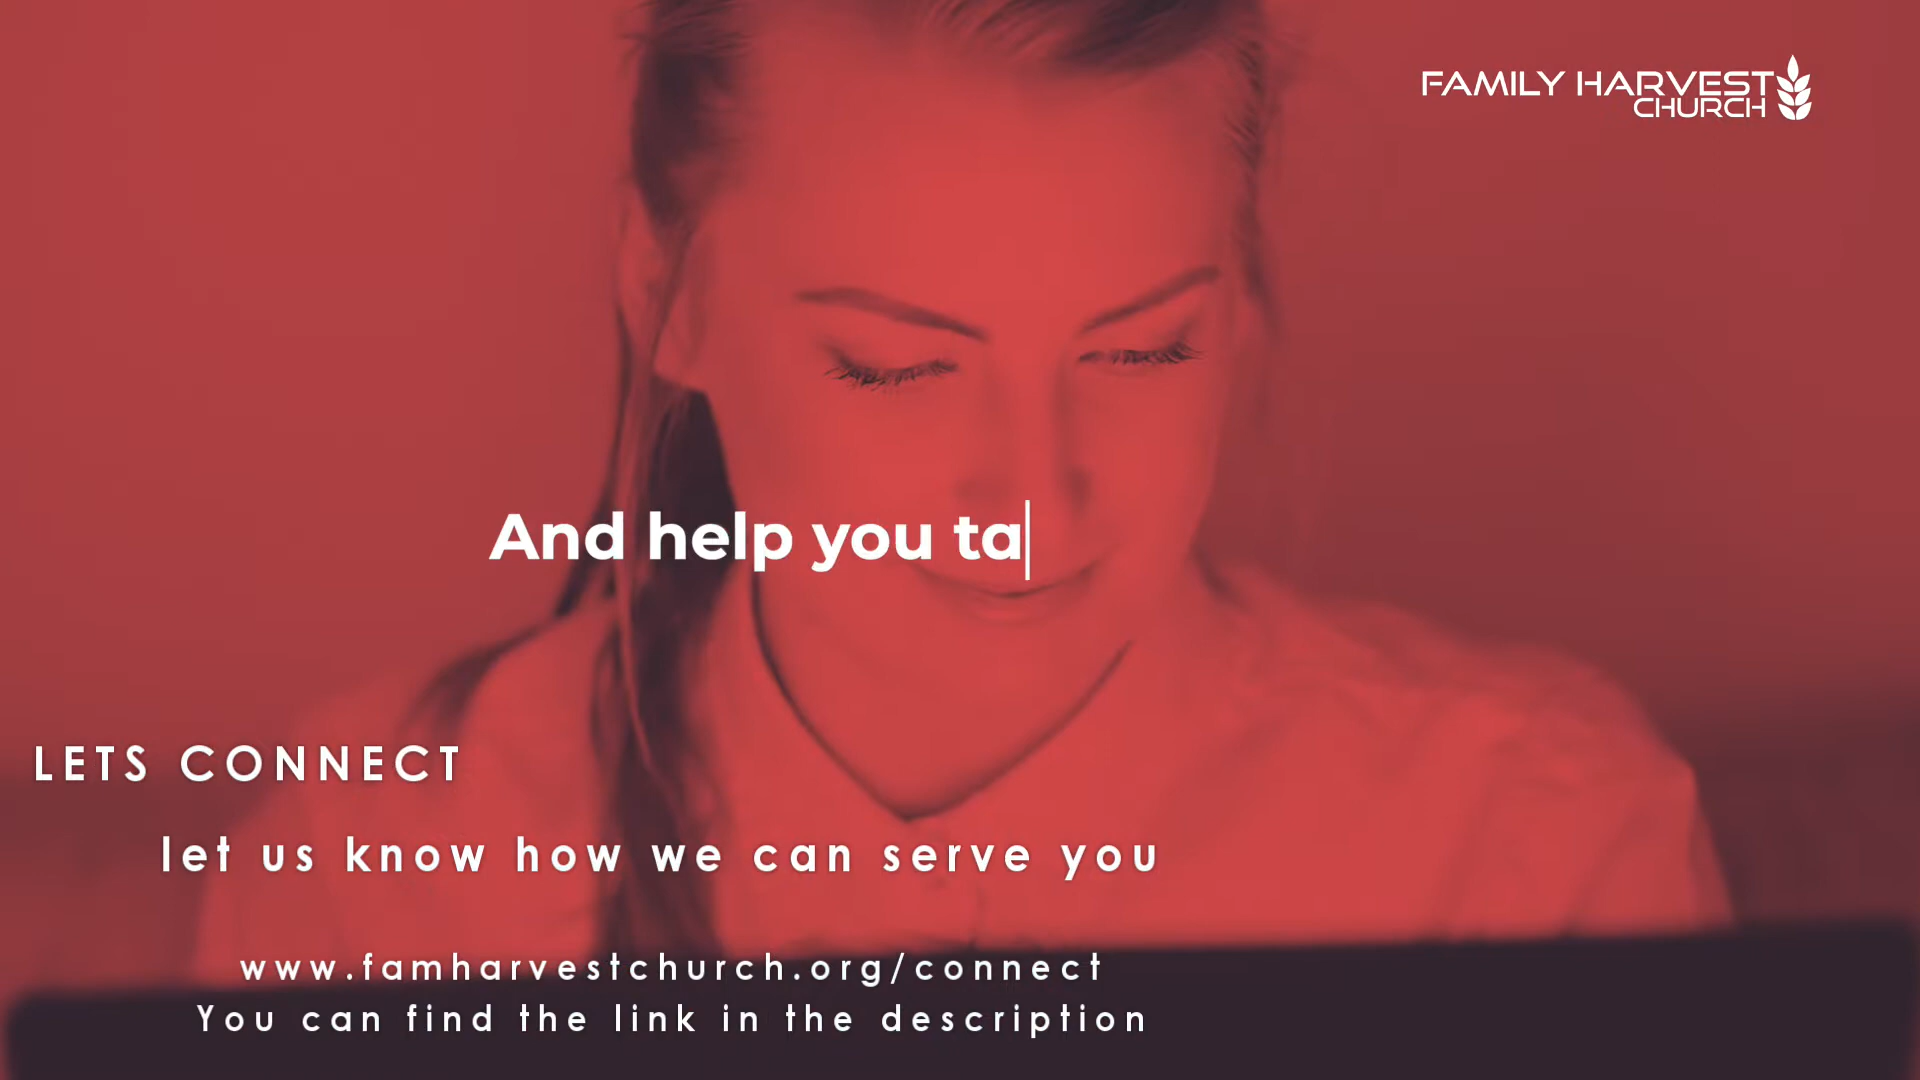 FAMILY HARVEST
CHURCH
And help you ta
LETS CONNECT
let us know how we can serve you
www.famharvestchurch.org/connect
You can find the link in the description